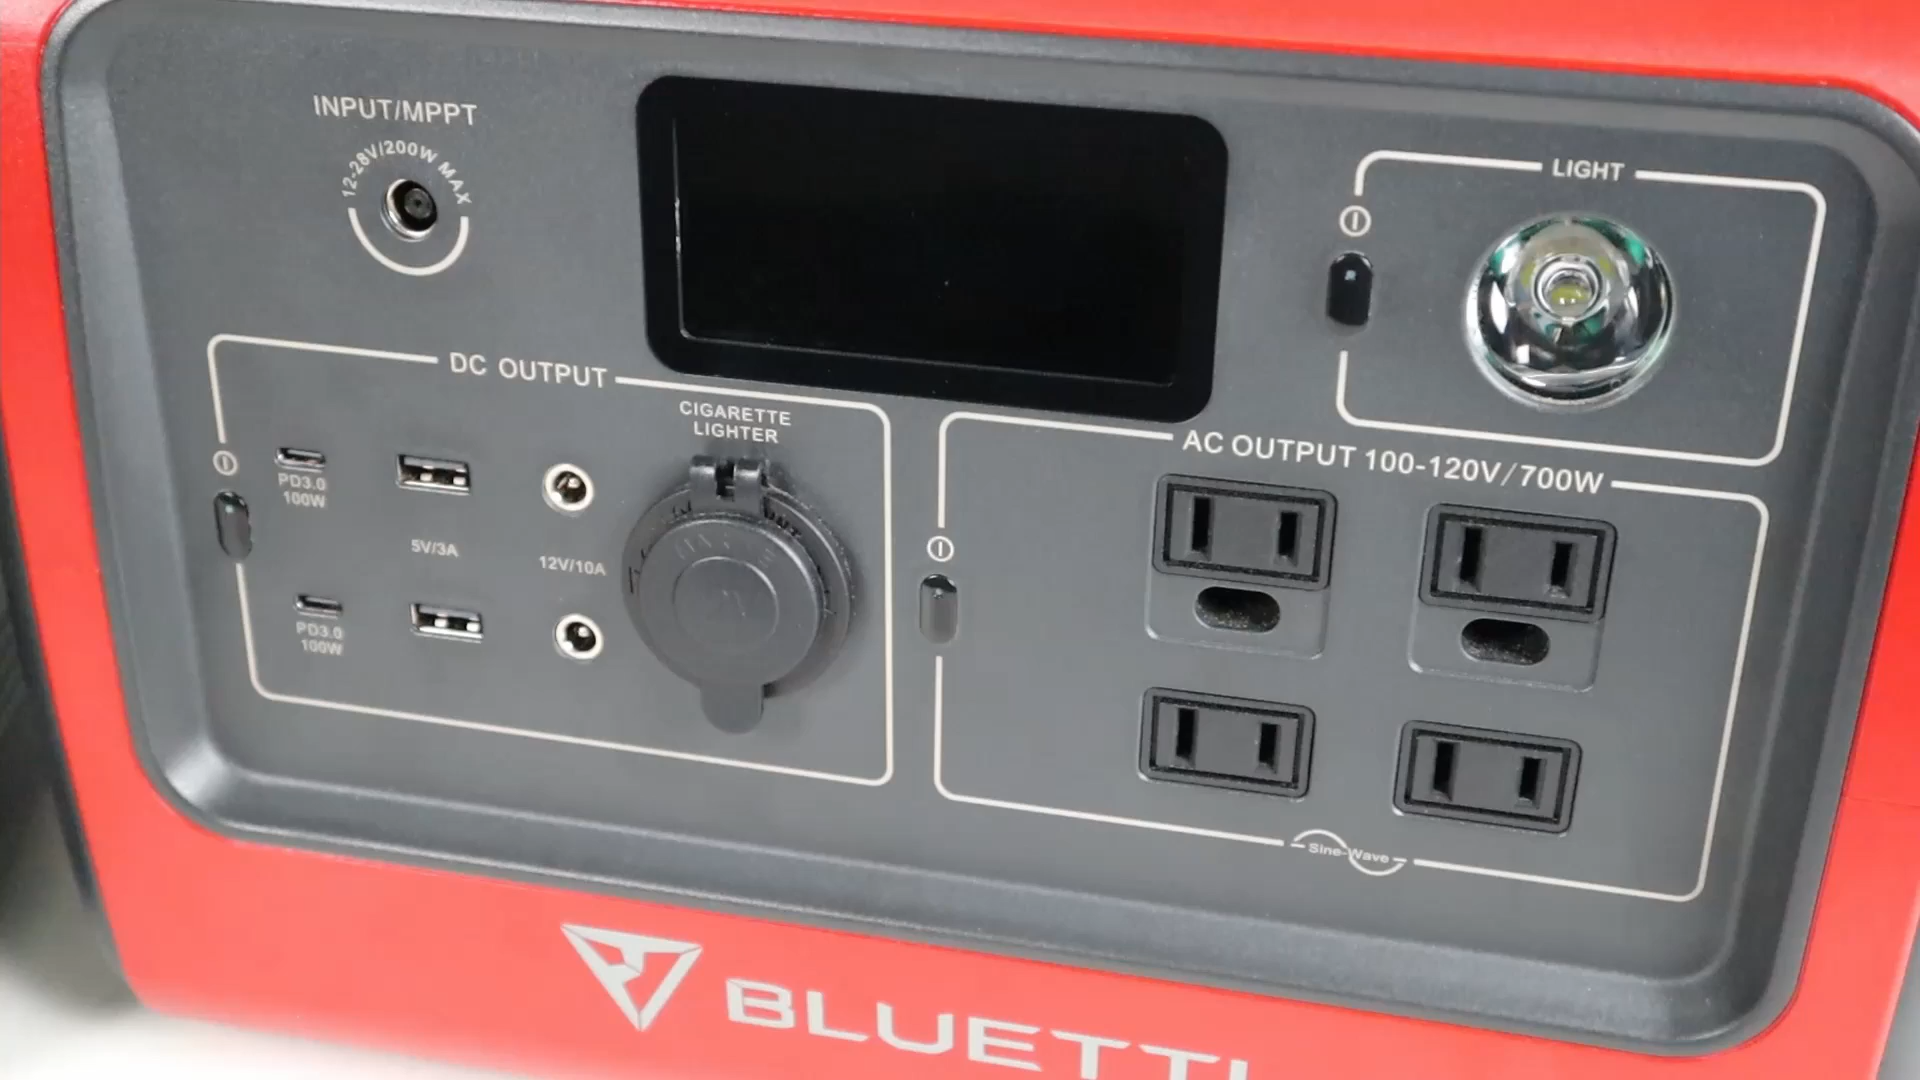 INPUT/MPPT
12-28V/200W MAX
LIGHT
DC OUTPUT
CIGARETTE
LIGHTER
AC OUTPUT 100-120V/700W
PD3.0
100W
5V/3A
12V/10A
PD3.0
100W
Sine-Wave
BLUETTI